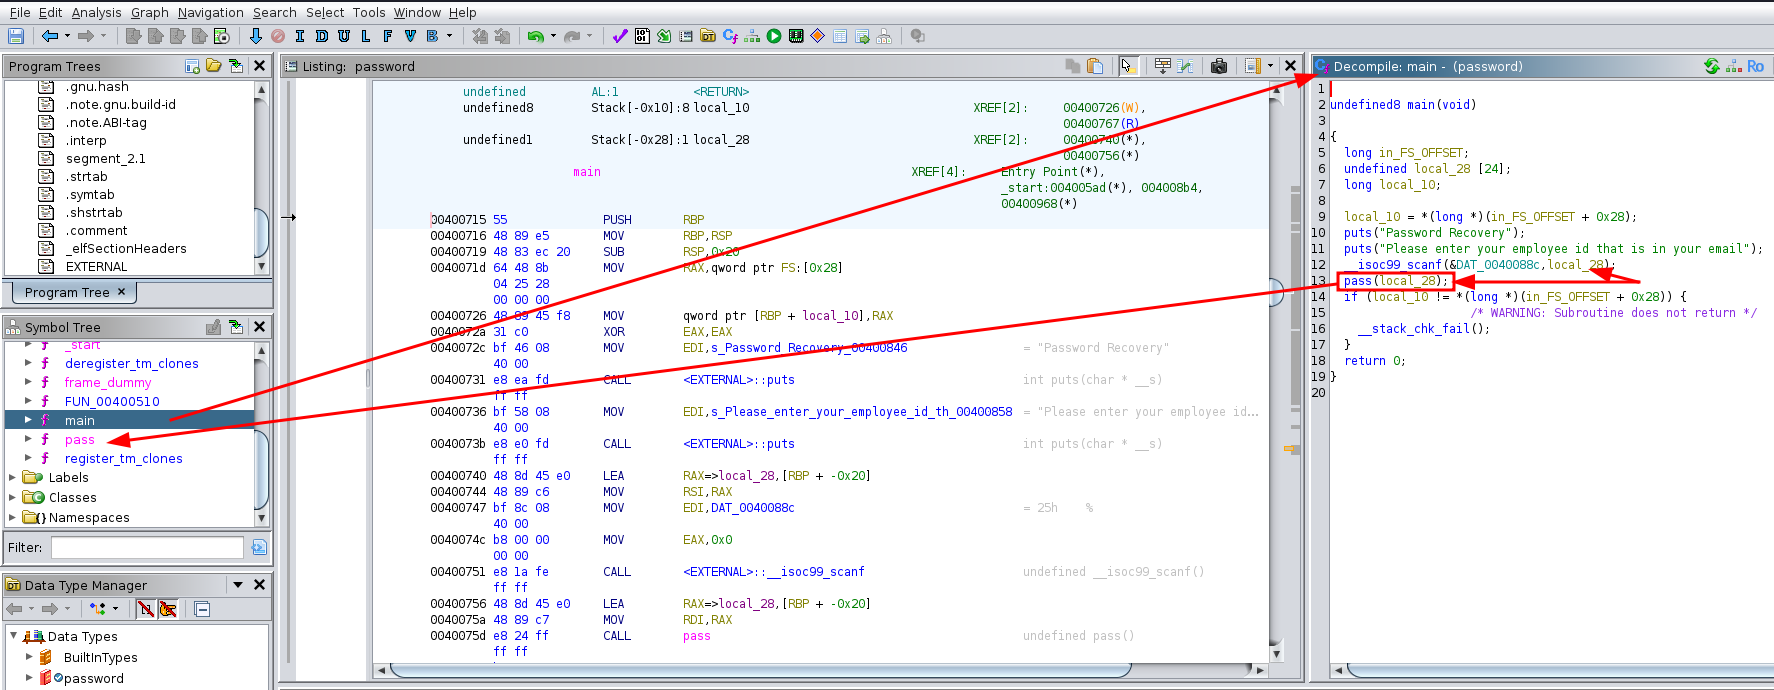 File Edit Analysis Graph Navigation Search Select Tools Window Help
I D U L F V B
Program Trees
.gnu.hash
.note.gnu.build-id
.note.ABI-tag
.interp
segment_2.1
.strtab
.symtab
.shstrtab
.comment
_elfSectionHeaders
EXTERNAL
Program Tree ×
Symbol Tree
_start
deregister_tm_clones
frame_dummy
FUN_00400510
main
pass
register_tm_clones
Labels
Classes
Namespaces
Filter:
Data Type Manager
Data Types
BuiltInTypes
password
Listing: password
undefined AL:1 <RETURN>
undefined8 Stack[-0x10]:8 local_10 XREF[2]: 00400726(W),
00400767(R)
undefined1 Stack[-0x28]:1 local_28 XREF[2]: 00400740(*),
00400756(*)
main XREF[4]: Entry Point(*),
_start:004005ad(*), 004008b4,
00400968(*)
00400715 55 PUSH RBP
00400716 48 89 e5 MOV RBP,RSP
00400719 48 83 ec 20 SUB RSP,0x20
0040071d 64 48 8b MOV RAX,qword ptr FS:[0x28]
04 25 28
00 00 00
00400726 48 89 45 f8 MOV qword ptr [RBP + local_10],RAX
0040072a 31 c0 XOR EAX,EAX
0040072c bf 46 08 MOV EDI,s_Password_Recovery_00400846 = "Password Recovery"
40 00
00400731 e8 ea fd CALL <EXTERNAL>::puts int puts(char * __s)
ff ff
00400736 bf 58 08 MOV EDI,s_Please_enter_your_employee_id_th_00400858 = "Please enter your employee id...
40 00
0040073b e8 e0 fd CALL <EXTERNAL>::puts int puts(char * __s)
ff ff
00400740 48 8d 45 e0 LEA RAX=>local_28,[RBP + -0x20]
00400744 48 89 c6 MOV RSI,RAX
00400747 bf 8c 08 MOV EDI,DAT_0040088c = 25h %
40 00
0040074c b8 00 00 MOV EAX,0x0
00 00
00400751 e8 1a fe CALL <EXTERNAL>::__isoc99_scanf undefined __isoc99_scanf()
ff ff
00400756 48 8d 45 e0 LEA RAX=>local_28,[RBP + -0x20]
0040075a 48 89 c7 MOV RDI,RAX
0040075d e8 24 ff CALL pass undefined pass()
ff ff
Decompile: main - (password) Ro
1
2 undefined8 main(void)
3
4 {
5 long in_FS_OFFSET;
6 undefined local_28 [24];
7 long local_10;
8
9 local_10 = *(long *)(in_FS_OFFSET + 0x28);
10 puts("Password Recovery");
11 puts("Please enter your employee id that is in your email");
12 __isoc99_scanf(&DAT_0040088c,local_28);
13 pass(local_28);
14 if (local_10 != *(long *)(in_FS_OFFSET + 0x28)) {
15 /* WARNING: Subroutine does not return */
16 __stack_chk_fail();
17 }
18 return 0;
19 }
20